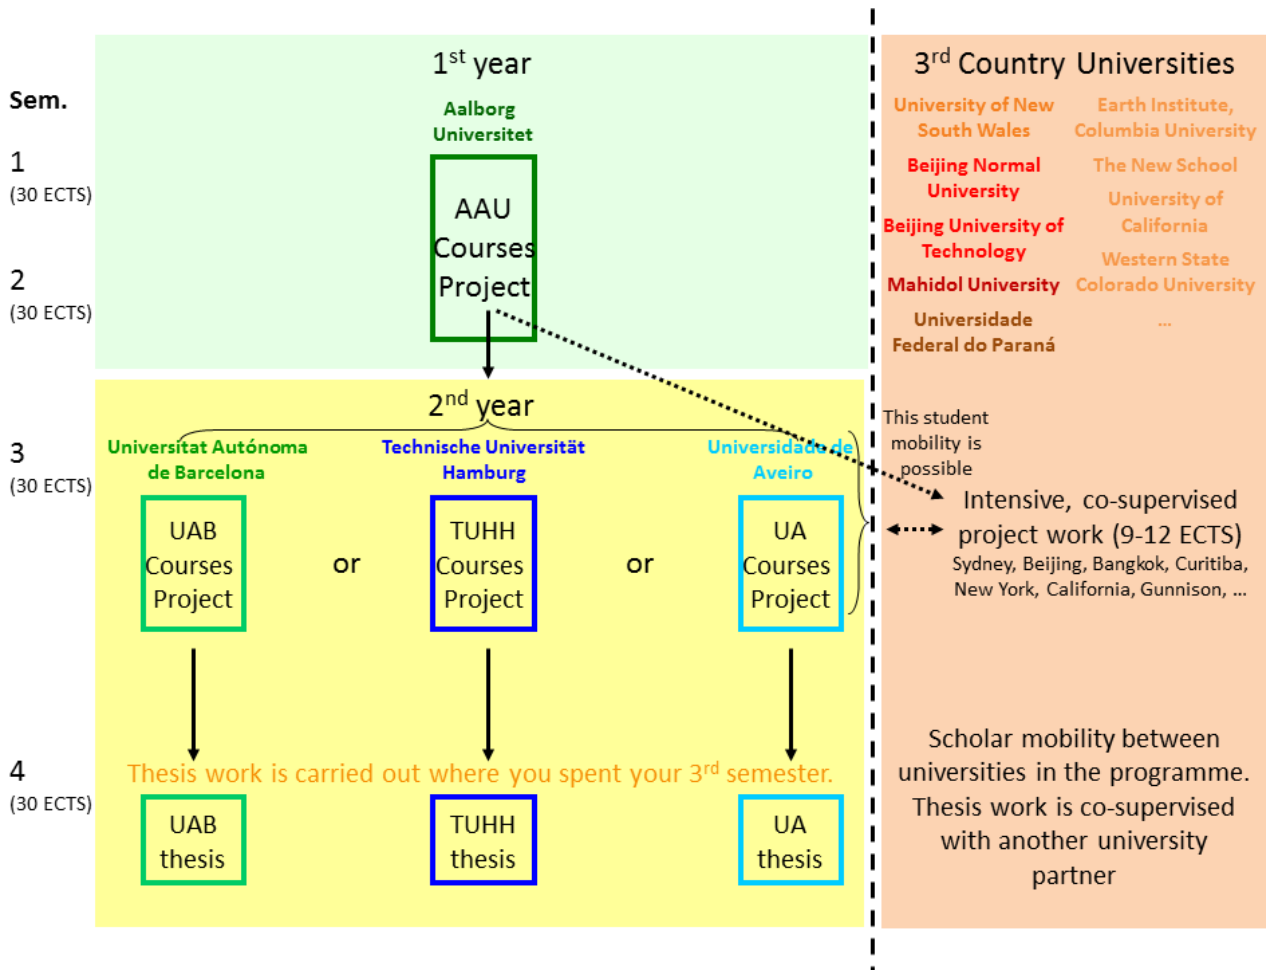 1st year
3rd Country Universities
Sem.
Aalborg
Universitet
University of New
South Wales
Earth Institute,
Columbia University
1
(30 ECTS)
Beijing Normal
University
The New School
AAU
Courses
Project
University of
California
Beijing University of
Technology
Western State
Colorado University
2
(30 ECTS)
Mahidol University
Universidade
Federal do Paraná
...
2nd year
This student
mobility is
possible
3
(30 ECTS)
Universitat Autónoma
de Barcelona
Technische Universität
Hamburg
Universidade de
Aveiro
UAB
Courses
Project
or
TUHH
Courses
Project
or
UA
Courses
Project
Intensive, co-supervised
project work (9-12 ECTS)
Sydney, Beijing, Bangkok, Curitiba,
New York, California, Gunnison, ...
4
(30 ECTS)
Thesis work is carried out where you spent your 3rd semester.
UAB
thesis
TUHH
thesis
UA
thesis
Scholar mobility between
universities in the programme.
Thesis work is co-supervised
with another university
partner